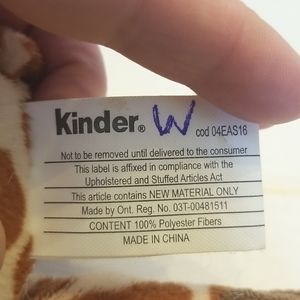 Kinder® W cod 04EAS16
Not to be removed until delivered to the consumer
This label is affixed in compliance with the
Upholstered and Stuffed Articles Act
This article contains NEW MATERIAL ONLY
Made by Ont. Reg. No. 03T-00481511
CONTENT 100% Polyester Fibers
MADE IN CHINA